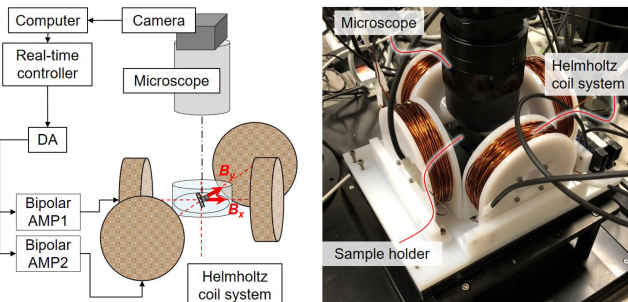 Computer
Camera
Real-time
controller
Microscope
DA
Bipolar
AMP1
Bipolar
AMP2
By
Bx
Helmholtz
coil system
Microscope
Helmholtz
coil system
Sample holder